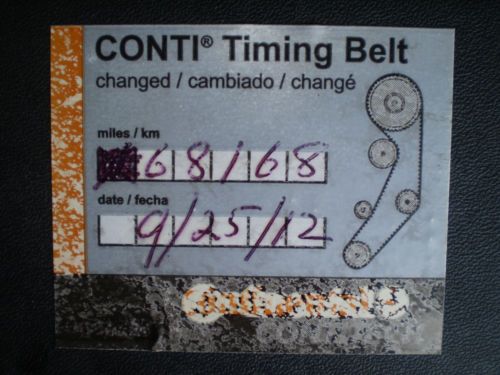 CONTI® Timing Belt
changed / cambiado / changé
miles / km
68168
date / fecha
9/25/12